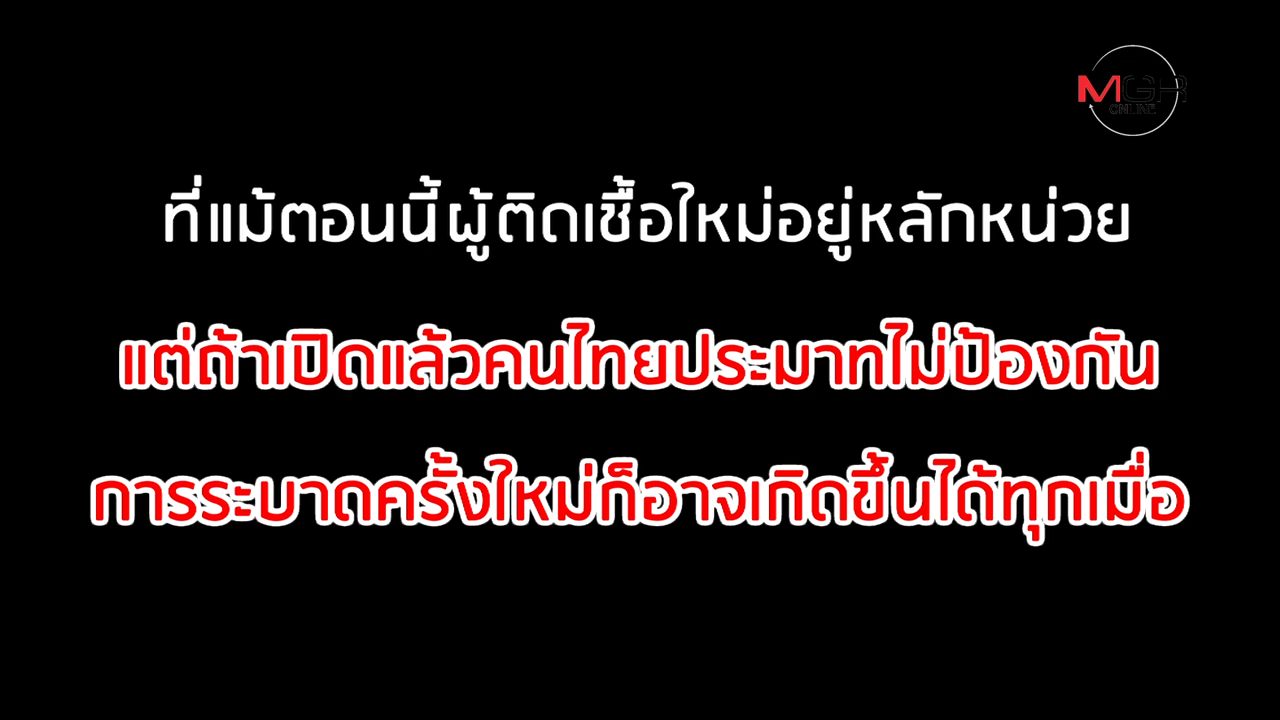 MGR
ONLINE
ที่แม้ตอนนี้ผู้ติดเชื้อใหม่อยู่หลักหน่วย
แต่ถ้าเปิดแล้วคนไทยประมาทไม่ป้องกัน
การระบาดครั้งใหม่ก็อาจเกิดขึ้นได้ทุกเมื่อ